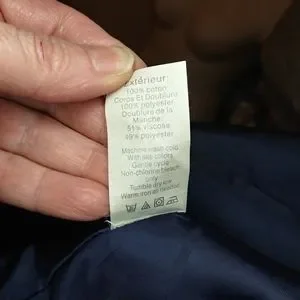 Extérieur:
100% coton
Corps Et Doublure
100% polyester
Doublure de la
Manche:
51% viscose
49% polyester
Machine wash cold
With like colors
Gentle cycle
Non-chlorine bleach
only
Tumble dry low
Warm iron as needed